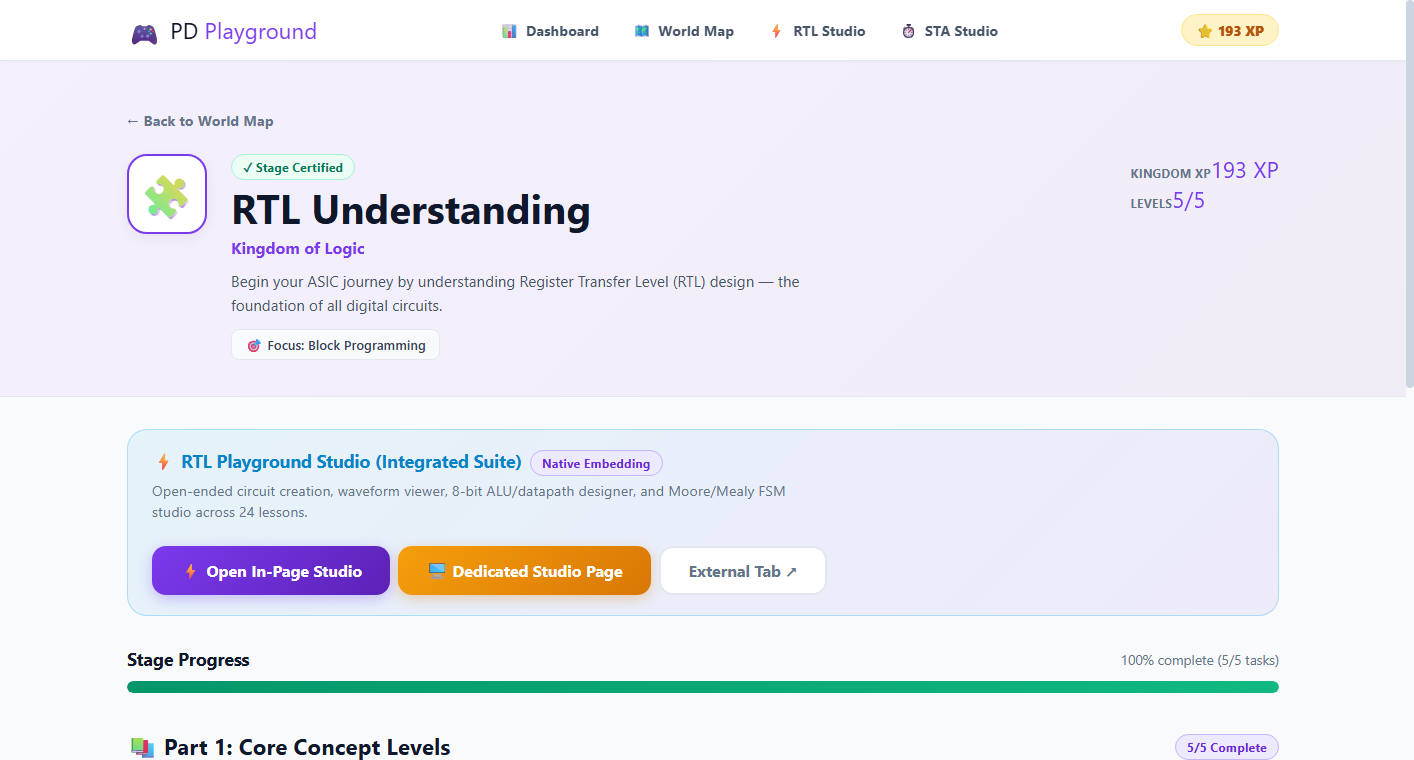 PD Playground
Dashboard
World Map
RTL Studio
STA Studio
193 XP
← Back to World Map
✓ Stage Certified
RTL Understanding
Kingdom of Logic
Begin your ASIC journey by understanding Register Transfer Level (RTL) design — the
foundation of all digital circuits.
Focus: Block Programming
KINGDOM XP193 XP
LEVELS5/5
RTL Playground Studio (Integrated Suite)
Native Embedding
Open-ended circuit creation, waveform viewer, 8-bit ALU/datapath designer, and Moore/Mealy FSM
studio across 24 lessons.
Open In-Page Studio
Dedicated Studio Page
External Tab ↗
Stage Progress
100% complete (5/5 tasks)
Part 1: Core Concept Levels
5/5 Complete